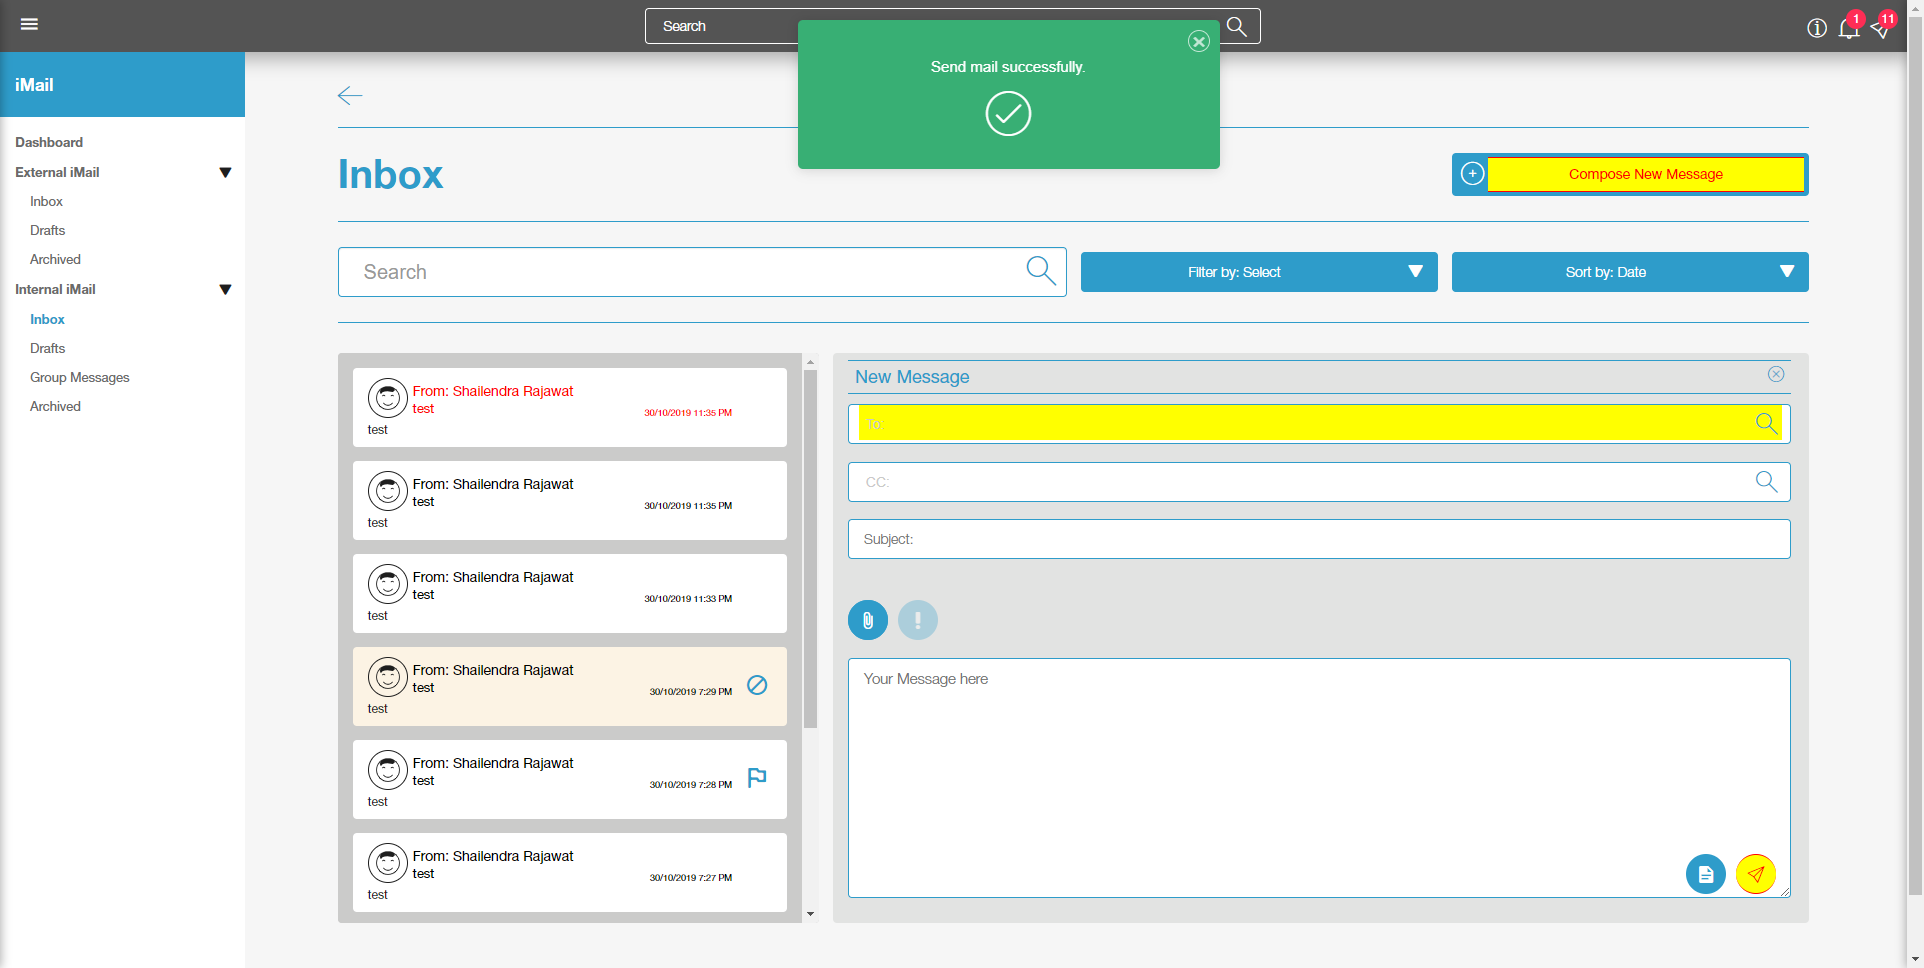 Search
1
11
Send mail successfully.
iMail
Dashboard
External iMail
Inbox
Drafts
Archived
Internal iMail
Inbox
Drafts
Group Messages
Archived
Inbox
Compose New Message
Search
Filter by: Select
Sort by: Date
From: Shailendra Rajawat
test
30/10/2019 11:35 PM
test
From: Shailendra Rajawat
test
30/10/2019 11:35 PM
test
From: Shailendra Rajawat
test
30/10/2019 11:33 PM
test
From: Shailendra Rajawat
test
30/10/2019 7:29 PM
test
From: Shailendra Rajawat
test
30/10/2019 7:28 PM
test
From: Shailendra Rajawat
test
30/10/2019 7:27 PM
test
New Message
To:
CC:
Subject:
Your Message here